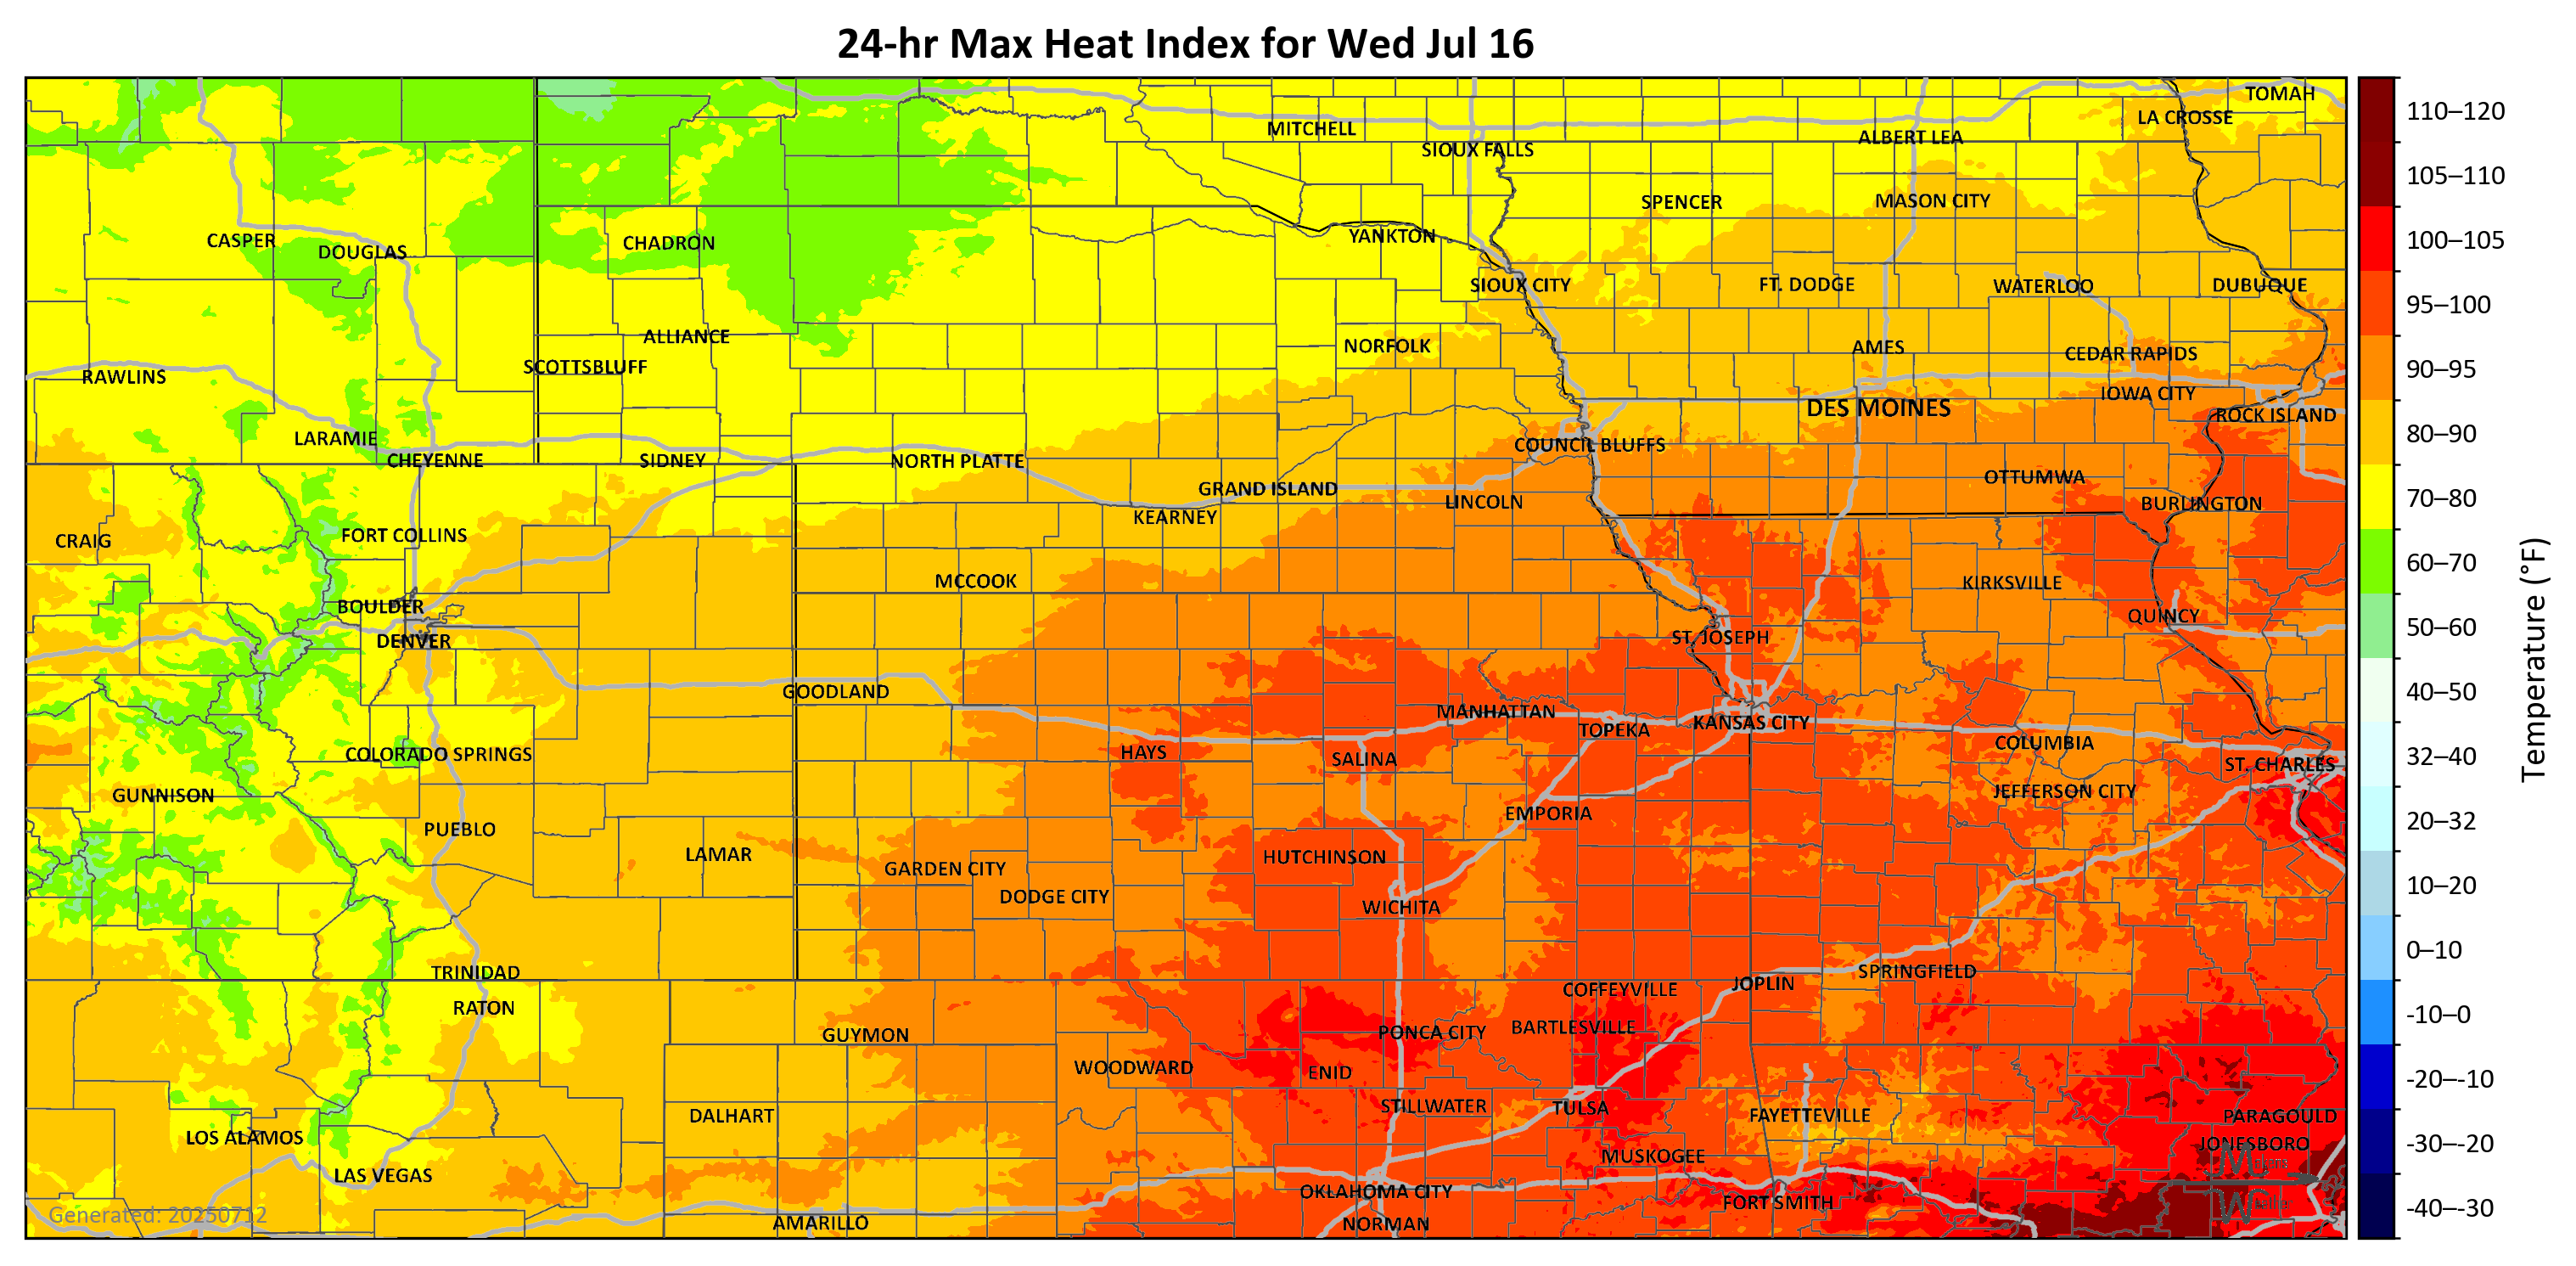 24-hr Max Heat Index for Wed Jul 16
TOMAH
LA CROSSE
MITCHELL
ALBERT LEA
SIOUX FALLS
SPENCER
MASON CITY
YANKTON
CASPER
DOUGLAS
CHADRON
SIOUX CITY
FT. DODGE
WATERLOO
DUBUQUE
ALLIANCE
NORFOLK
AMES
CEDAR RAPIDS
SCOTTSBLUFF
RAWLINS
IOWA CITY
DES MOINES
ROCK ISLAND
LARAMIE
COUNCIL BLUFFS
CHEYENNE
SIDNEY
NORTH PLATTE
OTTUMWA
GRAND ISLAND
LINCOLN
BURLINGTON
KEARNEY
FORT COLLINS
CRAIG
MCCOOK
KIRKSVILLE
BOULDER
QUINCY
DENVER
ST. JOSEPH
GOODLAND
MANHATTAN
KANSAS CITY
TOPEKA
COLUMBIA
COLORADO SPRINGS
HAYS
SALINA
ST. CHARLES
GUNNISON
JEFFERSON CITY
EMPORIA
PUEBLO
LAMAR
HUTCHINSON
GARDEN CITY
DODGE CITY
WICHITA
TRINIDAD
SPRINGFIELD
JOPLIN
COFFEYVILLE
RATON
BARTLESVILLE
PONCA CITY
GUYMON
WOODWARD
ENID
STILLWATER
TULSA
DALHART
FAYETTEVILLE
PARAGOULD
LOS ALAMOS
JONESBORO
MUSKOGEE
LAS VEGAS
OKLAHOMA CITY
FORT SMITH
AMARILLO
NORMAN
Generated: 20250712
110–120
105–110
100–105
95–100
90–95
80–90
70–80
60–70
50–60
40–50
32–40
20–32
10–20
0–10
-10–0
-20–-10
-30–-20
-40–-30
Temperature (°F)